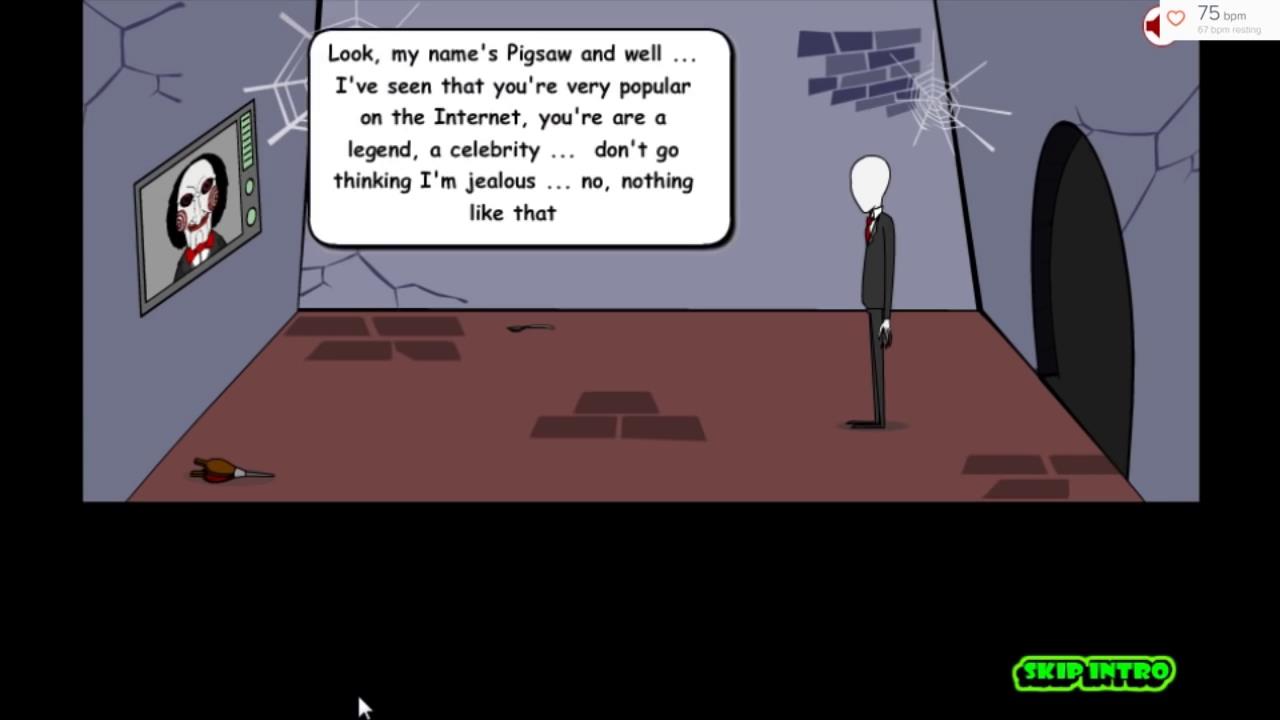 75 bpm
67 bpm resting
Look, my name's Pigsaw and well ...
I've seen that you're very popular
on the Internet, you're are a
legend, a celebrity ... don't go
thinking I'm jealous ... no, nothing
like that
SKIP INTRO